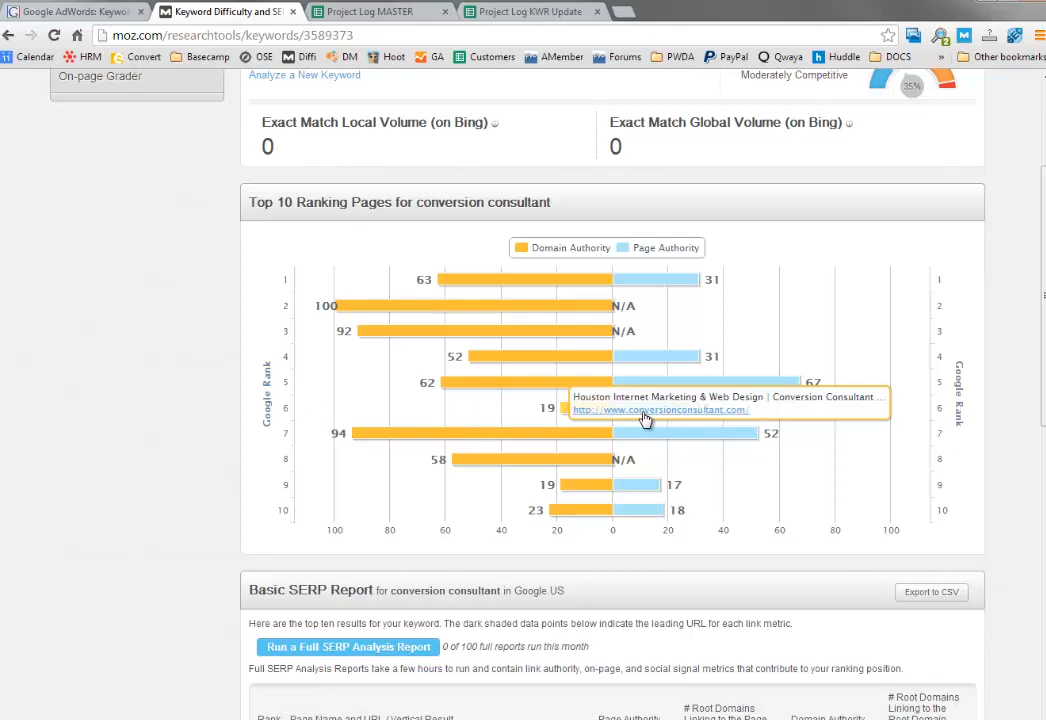 Google AdWords: Keywo
Keyword Difficulty and SE
Project Log MASTER
Project Log KWR Update
moz.com/researchtools/keywords/3589373
Calendar
HRM
Convert
Basecamp
OSE
Diffi
Hoot
GA
Customers
AMember
Forums
PWDA
PayPal
Qwaya
Huddle
DOCS
»
Other bookmarks
On-page Grader
Analyze a New Keyword
Moderately Competitive
35%
Exact Match Local Volume (on Bing)
Exact Match Global Volume (on Bing)
0
0
Top 10 Ranking Pages for conversion consultant
Domain Authority
Page Authority
1 63 31 1
2 100 N/A 2
3 92 N/A 3
4 52 31 4
5 62 67 5
Houston Internet Marketing & Web Design | Conversion Consultant ...
6 19 http://www.conversionconsultant.com/ 6
7 94 52 7
8 58 N/A 8
9 19 17 9
10 23 18 10
Google Rank
Google Rank
100 80 60 40 20 0 20 40 60 80 100
Basic SERP Report for conversion consultant in Google US
Export to CSV
Here are the top ten results for your keyword. The dark shaded data points below indicate the leading URL for each link metric.
Run a Full SERP Analysis Report
0 of 100 full reports run this month
Full SERP Analysis Reports take a few hours to run and contain link authority, on-page, and social signal metrics that contribute to your ranking position.
Rank
Page Name and URL / Vertical Result
Page Authority
# Root Domains
Linking to the Page
Domain Authority
# Root Domains
Linking to the
Root Domain